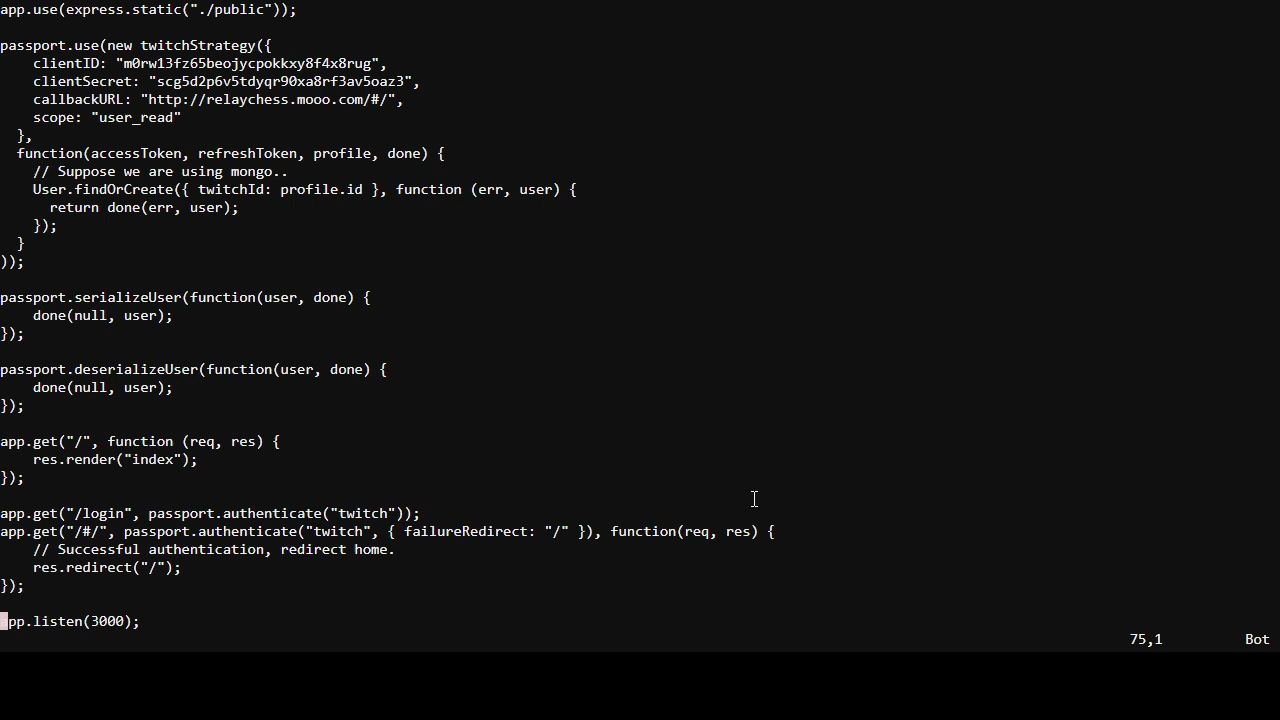 app.use(express.static("./public"));

passport.use(new twitchStrategy({
    clientID: "m0rw13fz65beojycpokkxy8f4x8rug",
    clientSecret: "scg5d2p6v5tdyqr90xa8rf3av5oaz3",
    callbackURL: "http://relaychess.mooo.com/#/",
    scope: "user_read"
  },
  function(accessToken, refreshToken, profile, done) {
    // Suppose we are using mongo..
    User.findOrCreate({ twitchId: profile.id }, function (err, user) {
      return done(err, user);
    });
  }
));

passport.serializeUser(function(user, done) {
    done(null, user);
});

passport.deserializeUser(function(user, done) {
    done(null, user);
});

app.get("/", function (req, res) {
    res.render("index");
});

app.get("/login", passport.authenticate("twitch"));
app.get("/#/", passport.authenticate("twitch", { failureRedirect: "/" }), function(req, res) {
    // Successful authentication, redirect home.
    res.redirect("/");
});

app.listen(3000);
75,1 Bot